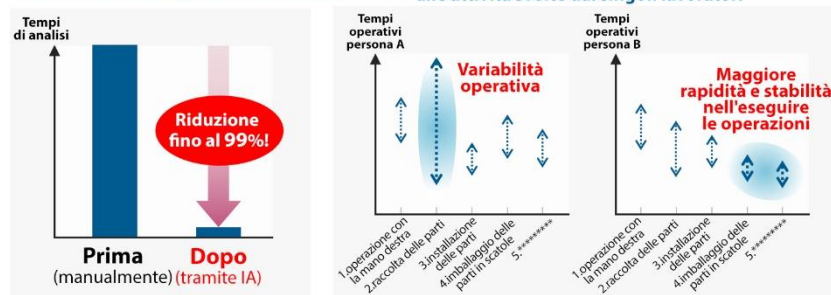 Tempi
di analisi
Riduzione
fino al 99%!
Prima
(manualmente)
Dopo
(tramite IA)
Tempi
operativi
persona A
Variabilità
operativa
1.operazione con
la mano destra
2.raccolta delle parti
3.installazione
delle parti
4.imballaggio delle
parti in scatole
5. *********
Tempi
operativi
persona B
Maggiore
rapidità e stabilità
nell'eseguire
le operazioni
1.operazione con
la mano destra
2.raccolta delle parti
3.installazione
delle parti
4.imballaggio delle
parti in scatole
5. *********